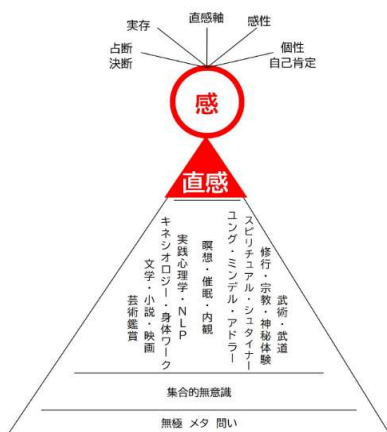 実存
直感軸
感性
占断
決断
個性
自己肯定
感
直感
芸術鑑賞
文学・小説・映画
キネシオロジー・身体ワーク
実践心理学・NLP
瞑想・催眠・内観
ユング・ミンデル・アドラー
スピリチュアル・シュタイナー
修行・宗教・神秘体験
武術・武道
集合的無意識
無極 メタ 問い